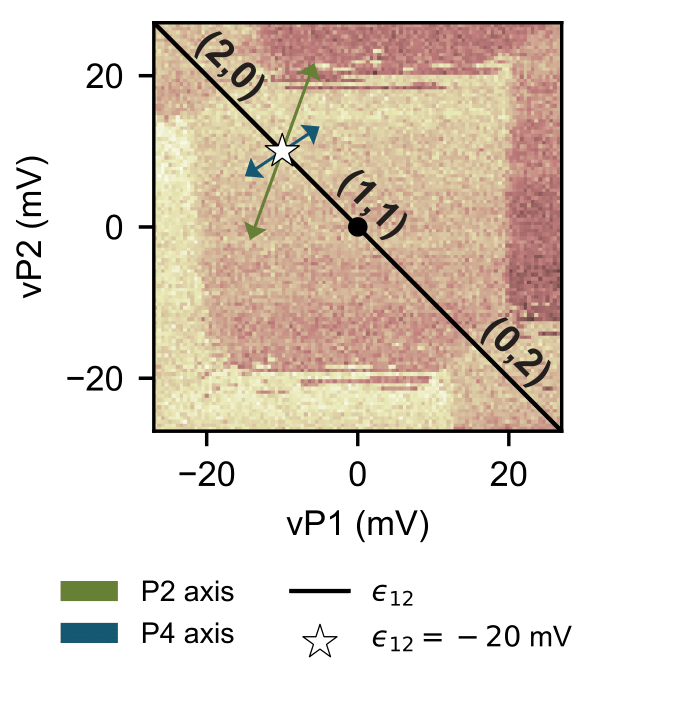 (2,0)
20
(1,1)
vP2 (mV)
0
(0,2)
−20
−20 0 20
vP1 (mV)
P2 axis ϵ₁₂
P4 axis ϵ₁₂ = − 20 mV